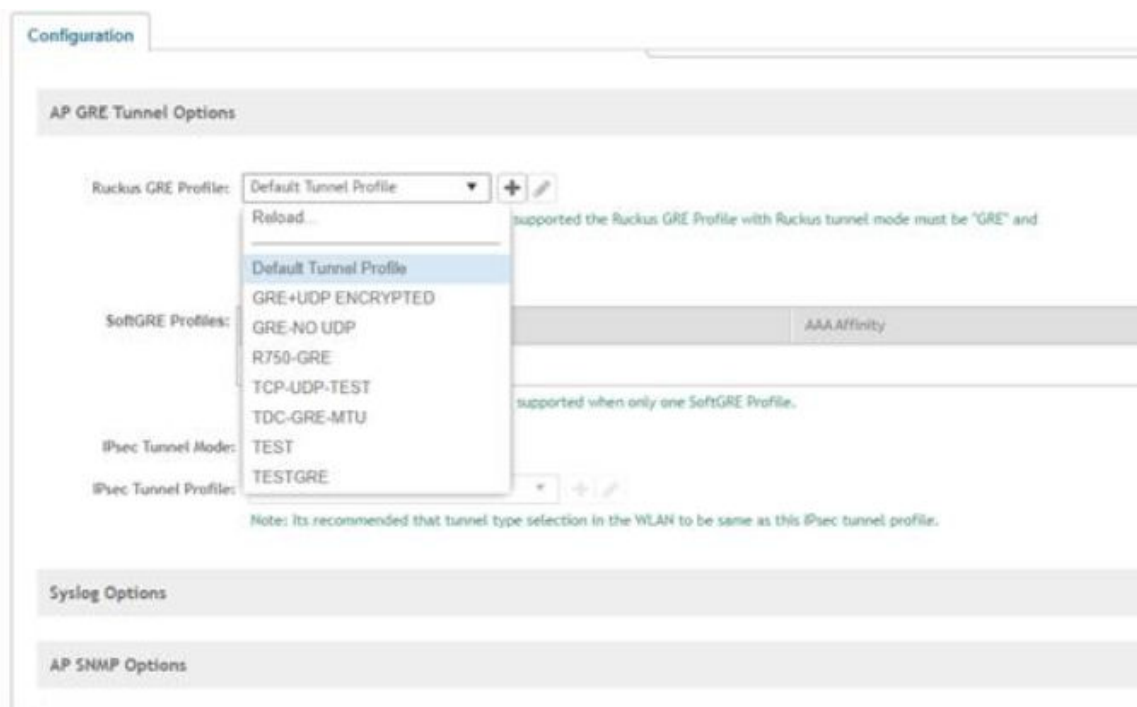 Configuration
AP GRE Tunnel Options
Ruckus GRE Profile: Default Tunnel Profile
Reload...
supported the Ruckus GRE Profile with Ruckus tunnel mode must be "GRE" and
Default Tunnel Profile
GRE+UDP ENCRYPTED
SoftGRE Profiles: GRE-NO UDP AAA Affinity
R750-GRE
TCP-UDP-TEST
supported when only one SoftGRE Profile.
TDC-GRE-MTU
IPsec Tunnel Mode: TEST
TESTGRE
IPsec Tunnel Profile:
Note: Its recommended that tunnel type selection in the WLAN to be same as this IPsec tunnel profile.
Syslog Options
AP SNMP Options